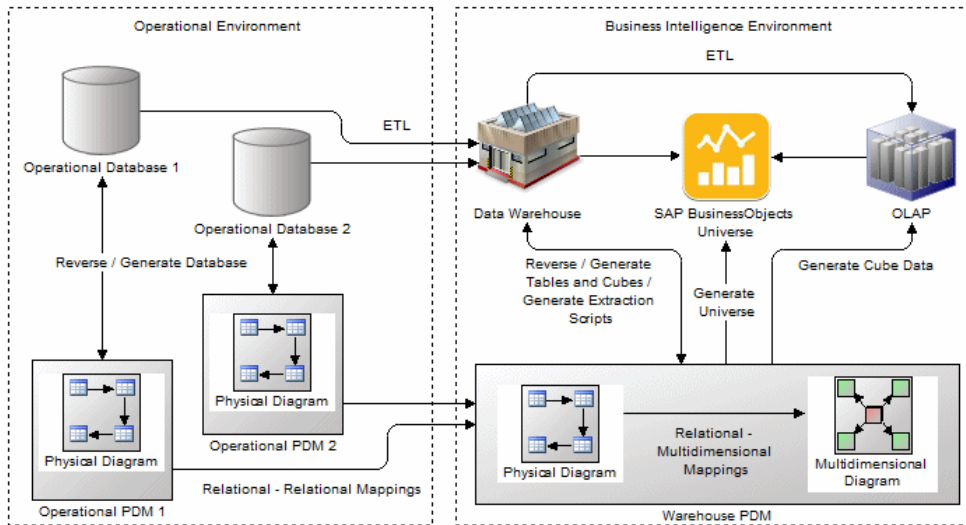 Operational Environment
Business Intelligence Environment
ETL
ETL
Operational Database 1
Operational Database 2
Data Warehouse
SAP BusinessObjects
Universe
OLAP
Reverse / Generate Database
Reverse / Generate
Tables and Cubes /
Generate Extraction
Scripts
Generate
Universe
Generate Cube Data
Physical Diagram
Operational PDM 2
Physical Diagram
Operational PDM 1
Relational - Relational Mappings
Physical Diagram
Relational -
Multidimensional
Mappings
Multidimensional
Diagram
Warehouse PDM